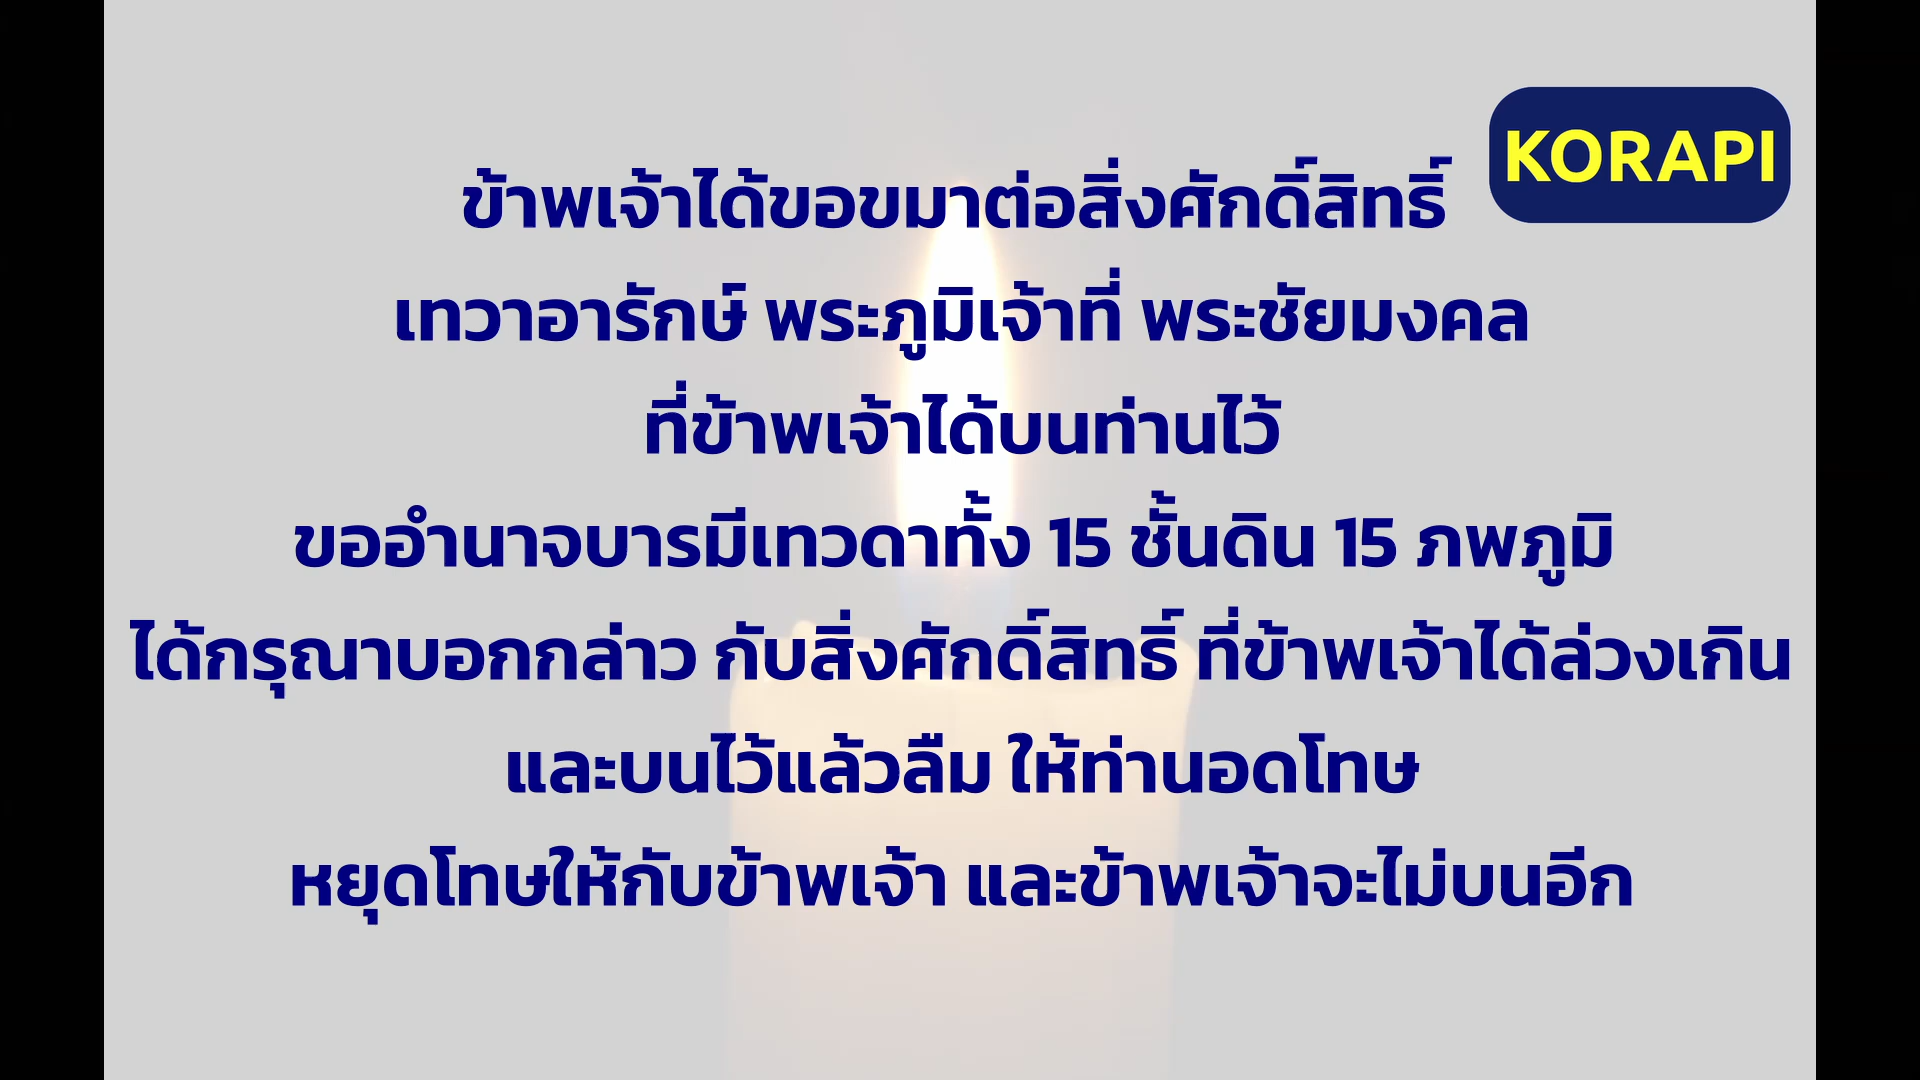 KORAPI
ข้าพเจ้าได้ขอขมาต่อสิ่งศักดิ์สิทธิ์
เทวาอารักษ์ พระภูมิเจ้าที่ พระชัยมงคล
ที่ข้าพเจ้าได้บนท่านไว้
ขออำนาจบารมีเทวดาทั้ง 15 ชั้นดิน 15 ภพภูมิ
ได้กรุณาบอกกล่าว กับสิ่งศักดิ์สิทธิ์ ที่ข้าพเจ้าได้ล่วงเกิน
และบนไว้แล้วลืม ให้ท่านอดโทษ
หยุดโทษให้กับข้าพเจ้า และข้าพเจ้าจะไม่บนอีก